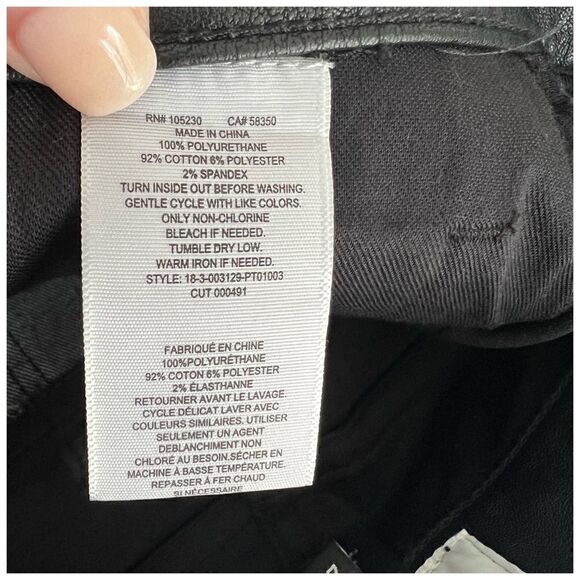 RN# 105230 CA# 58350
MADE IN CHINA
100% POLYURETHANE
92% COTTON 6% POLYESTER
2% SPANDEX
TURN INSIDE OUT BEFORE WASHING.
GENTLE CYCLE WITH LIKE COLORS.
ONLY NON-CHLORINE
BLEACH IF NEEDED.
TUMBLE DRY LOW.
WARM IRON IF NEEDED.
STYLE: 18-3-003129-PT01003
CUT 000491
FABRIQUÉ EN CHINE
100%POLYURÉTHANE
92% COTON 6% POLYESTER
2% ÉLASTHANNE
RETOURNER AVANT LE LAVAGE.
CYCLE DÉLICAT LAVER AVEC
COULEURS SIMILAIRES. UTILISER
SEULEMENT UN AGENT
DEBLANCHIMENT NON
CHLORÉ AU BESOIN.SÉCHER EN
MACHINE À BASSE TEMPÉRATURE.
REPASSER À FER CHAUD
SI NÉCESSAIRE